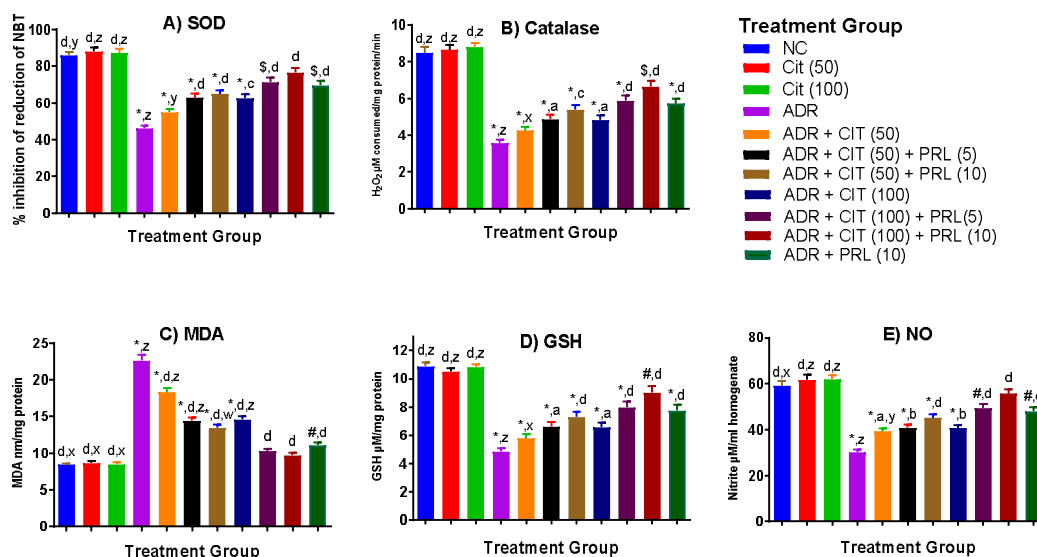 A) SOD
% inhibition of reduction of NBT
100
80
60
40
20
0
d,y
d,z
d,z
*,z
*,y
*,d
*,d
*,c
$,d
d
$,d
Treatment Group
B) Catalase
H2O2 µM consumed/mg protein/min
10
8
6
4
2
0
d,z
d,z
d,z
*,z
*,x
*,a
*,c
*,a
*,d
$,d
*,d
Treatment Group
Treatment Group
NC
Cit (50)
Cit (100)
ADR
ADR + CIT (50)
ADR + CIT (50) + PRL (5)
ADR + CIT (50) + PRL (10)
ADR + CIT (100)
ADR + CIT (100) + PRL(5)
ADR + CIT (100) + PRL (10)
ADR + PRL (10)
C) MDA
MDA nm/mg protein
25
20
15
10
5
0
d,x
d,x
d,x
*,z
*,d,z
*,d,z
*,d,w
*,d,z
d
d
#,d
Treatment Group
D) GSH
GSH µM/mg protein
12
10
8
6
4
2
0
d,z
d,z
d,z
*,z
*,x
*,a
*,d
*,a
*,d
#,d
*,d
Treatment Group
E) NO
Nitrite µM/ml homogenate
80
60
40
20
0
d,x
d,z
d,z
*,z
*,a,y
*,b
*,d
*,b
#,d
d
Treatment Group